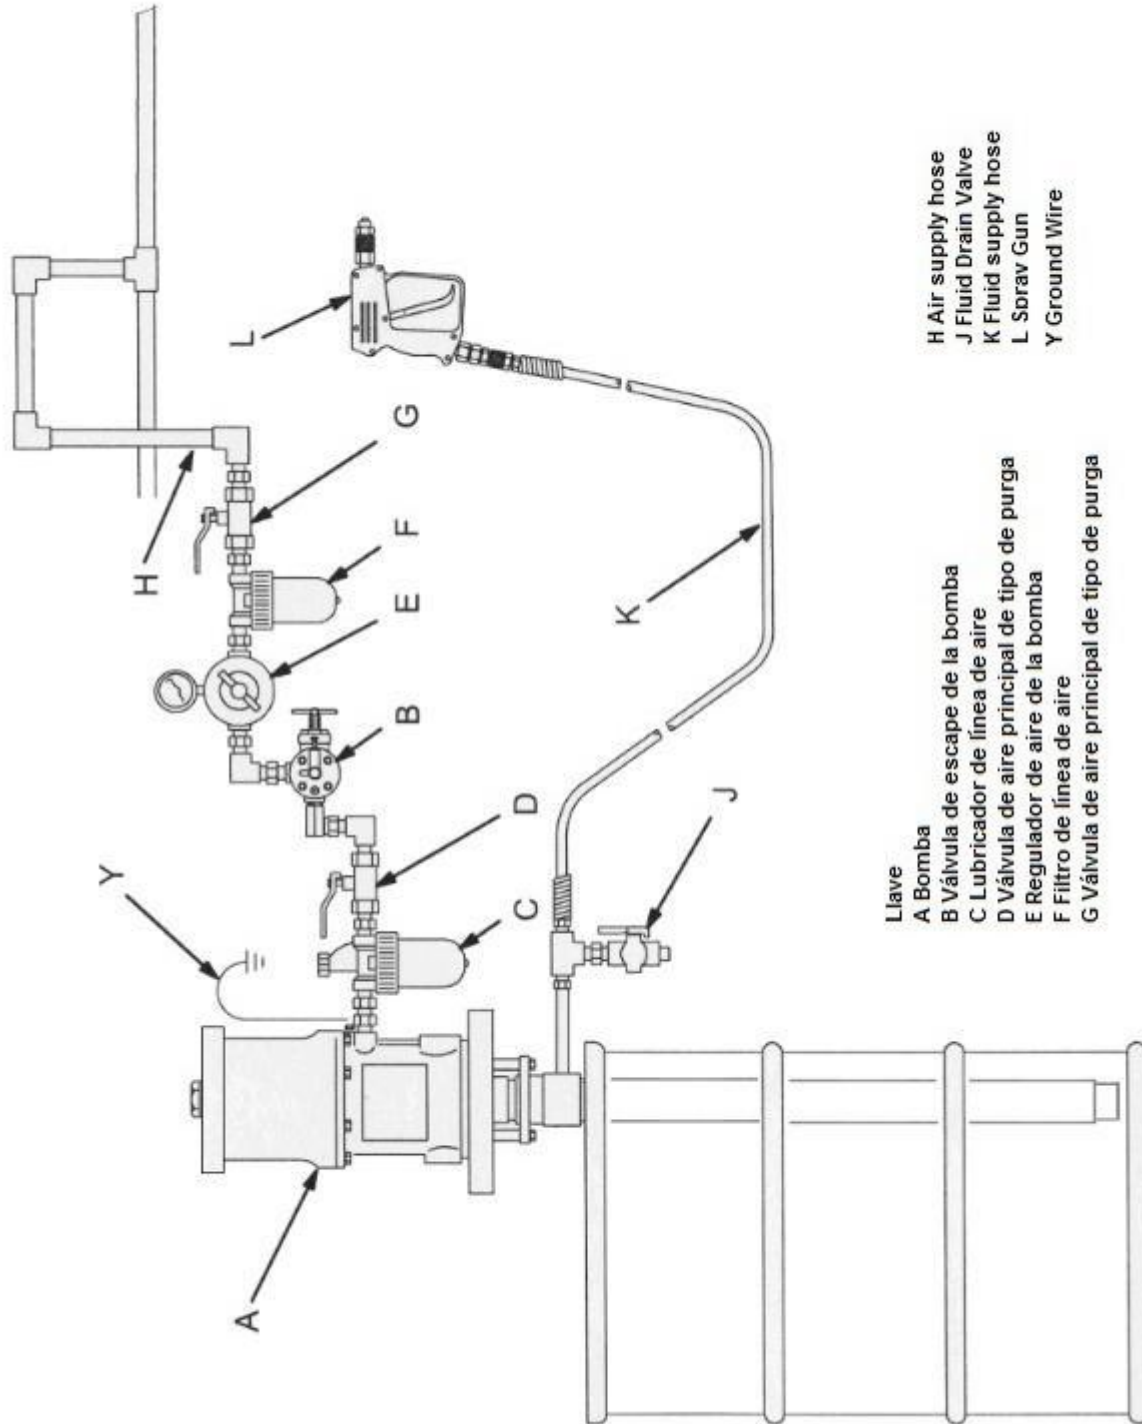 H
G
L
F
E
B
K
D
J
Y
C
A
Llave
A Bomba
B Válvula de escape de la bomba
C Lubricador de línea de aire
D Válvula de aire principal de tipo de purga
E Regulador de aire de la bomba
F Filtro de línea de aire
G Válvula de aire principal de tipo de purga
H Air supply hose
J Fluid Drain Valve
K Fluid supply hose
L Sprav Gun
Y Ground Wire